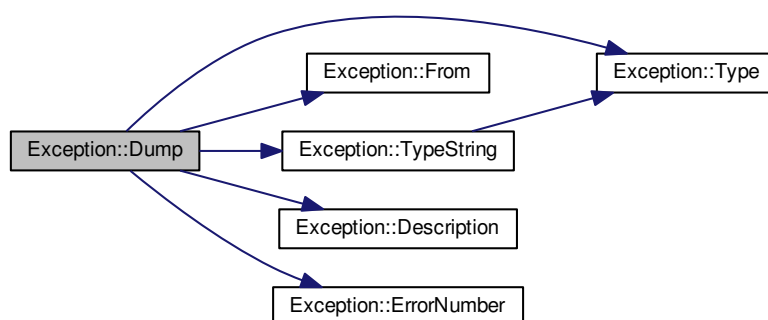 Exception::From
Exception::Type
Exception::Dump
Exception::TypeString
Exception::Description
Exception::ErrorNumber